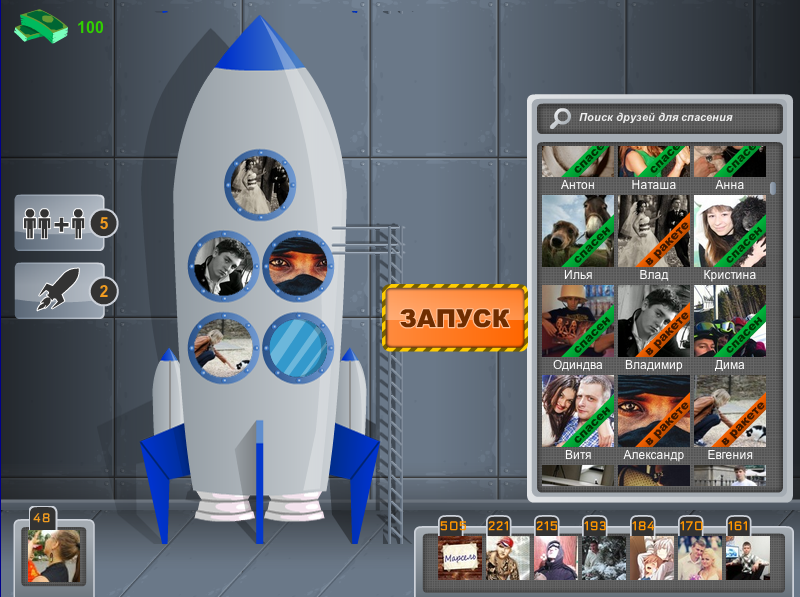 100
Поиск друзей для спасения
спасен
спасен
спасен
Антон Наташа Анна
5
спасен
в ракете
спасен
Илья Влад Кристина
2
ЗАПУСК
спасен
в ракете
спасен
Одиндва Владимир Дима
спасен
в ракете
в ракете
Витя Александр Евгения
48
505 221 215 193 184 170 161
Марсель